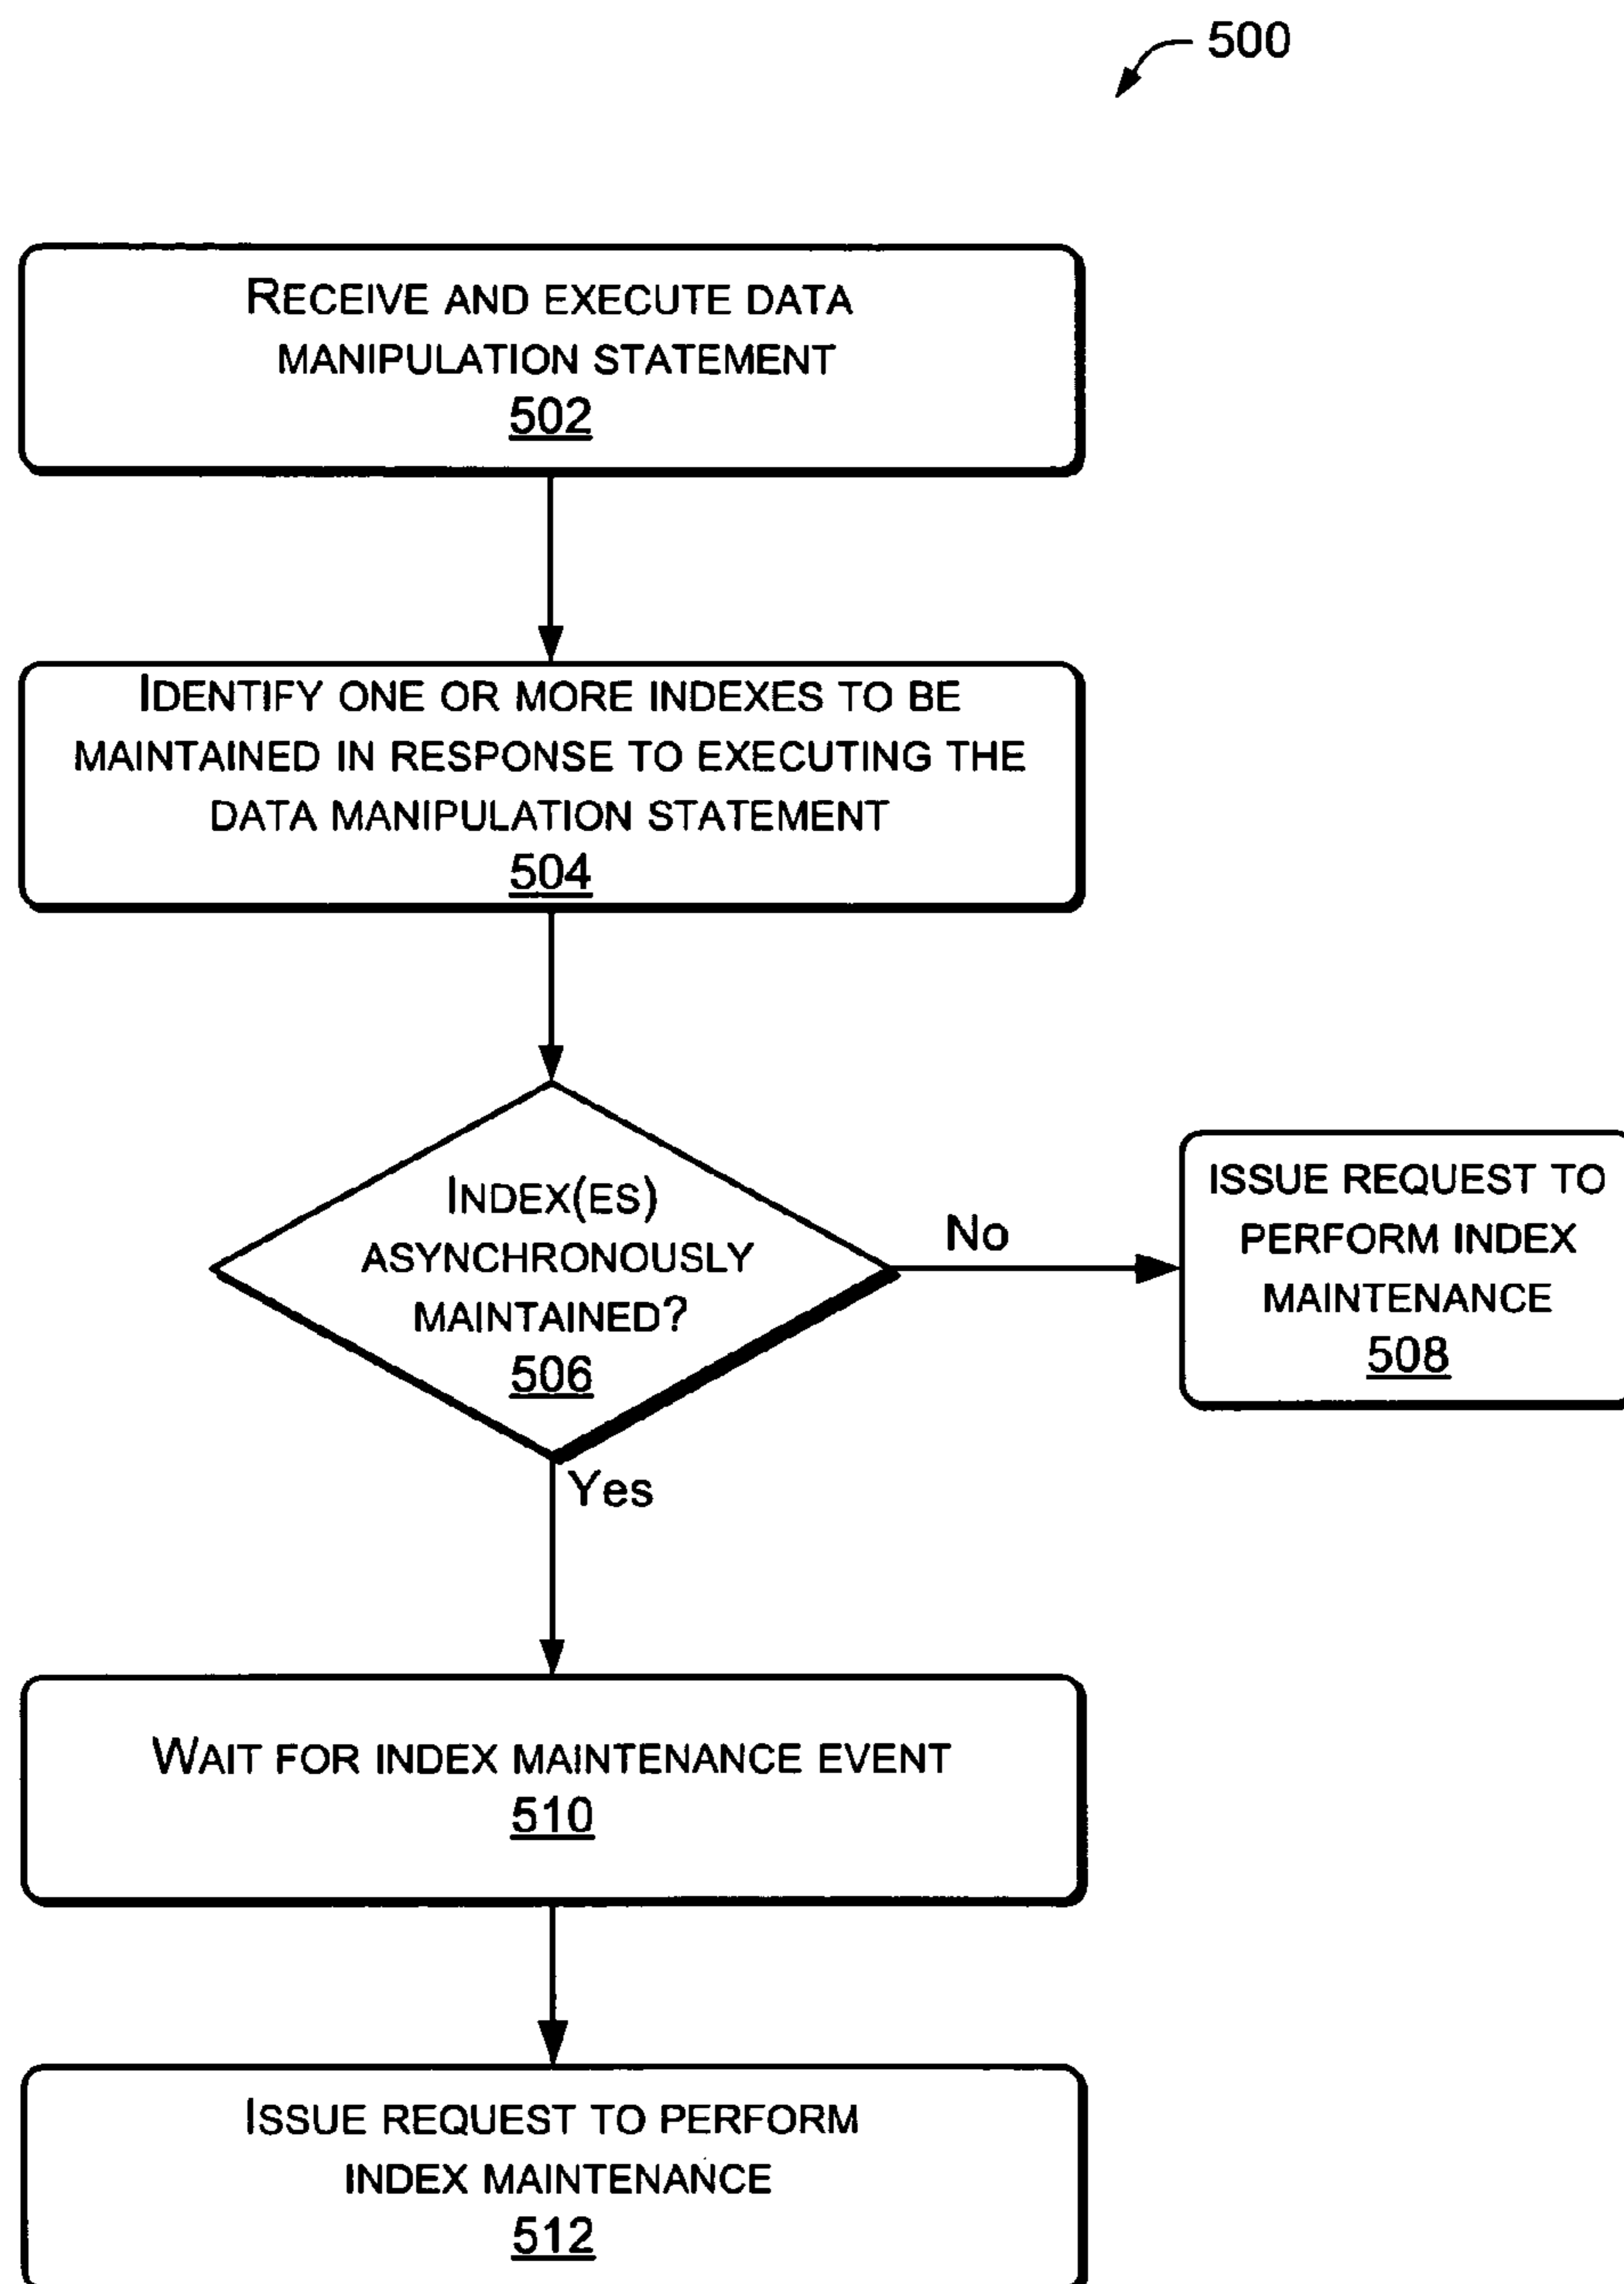 500
RECEIVE AND EXECUTE DATA
MANIPULATION STATEMENT
502
IDENTIFY ONE OR MORE INDEXES TO BE
MAINTAINED IN RESPONSE TO EXECUTING THE
DATA MANIPULATION STATEMENT
504
INDEX(ES)
ASYNCHRONOUSLY
MAINTAINED?
506
No
ISSUE REQUEST TO
PERFORM INDEX
MAINTENANCE
508
Yes
WAIT FOR INDEX MAINTENANCE EVENT
510
ISSUE REQUEST TO PERFORM
INDEX MAINTENANCE
512